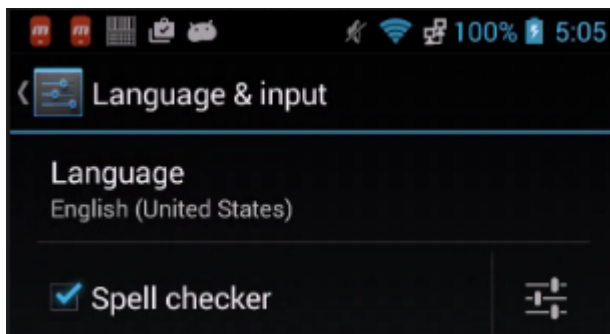 100% 5:05
Language & input
Language
English (United States)
Spell checker